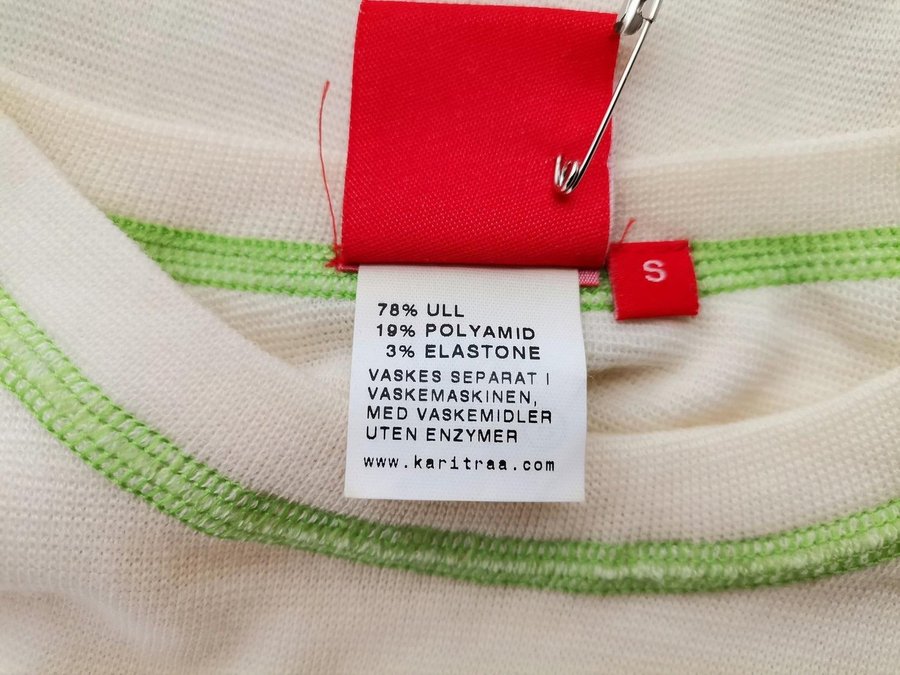 S
78% ULL
19% POLYAMID
3% ELASTONE
VASKES SEPARAT I
VASKEMASKINEN,
MED VASKEMIDLER
UTEN ENZYMER
www.karitraa.com